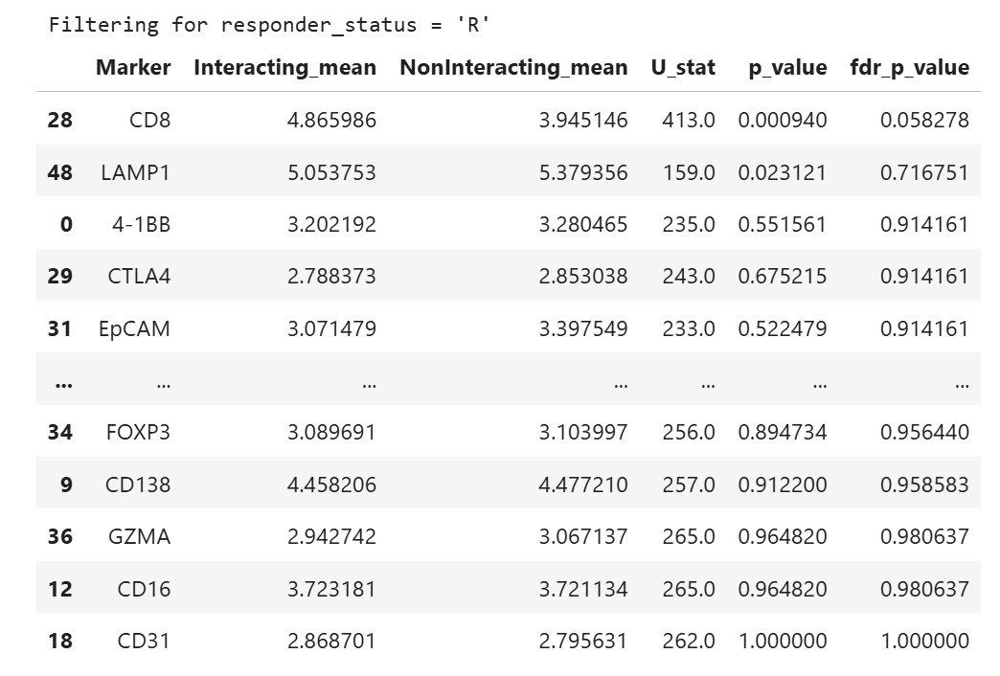 Filtering for responder_status = 'R'
Marker Interacting_mean NonInteracting_mean U_stat p_value fdr_p_value
28 CD8 4.865986 3.945146 413.0 0.000940 0.058278
48 LAMP1 5.053753 5.379356 159.0 0.023121 0.716751
0 4-1BB 3.202192 3.280465 235.0 0.551561 0.914161
29 CTLA4 2.788373 2.853038 243.0 0.675215 0.914161
31 EpCAM 3.071479 3.397549 233.0 0.522479 0.914161
... ... ... ... ... ... ...
34 FOXP3 3.089691 3.103997 256.0 0.894734 0.956440
9 CD138 4.458206 4.477210 257.0 0.912200 0.958583
36 GZMA 2.942742 3.067137 265.0 0.964820 0.980637
12 CD16 3.723181 3.721134 265.0 0.964820 0.980637
18 CD31 2.868701 2.795631 262.0 1.000000 1.000000